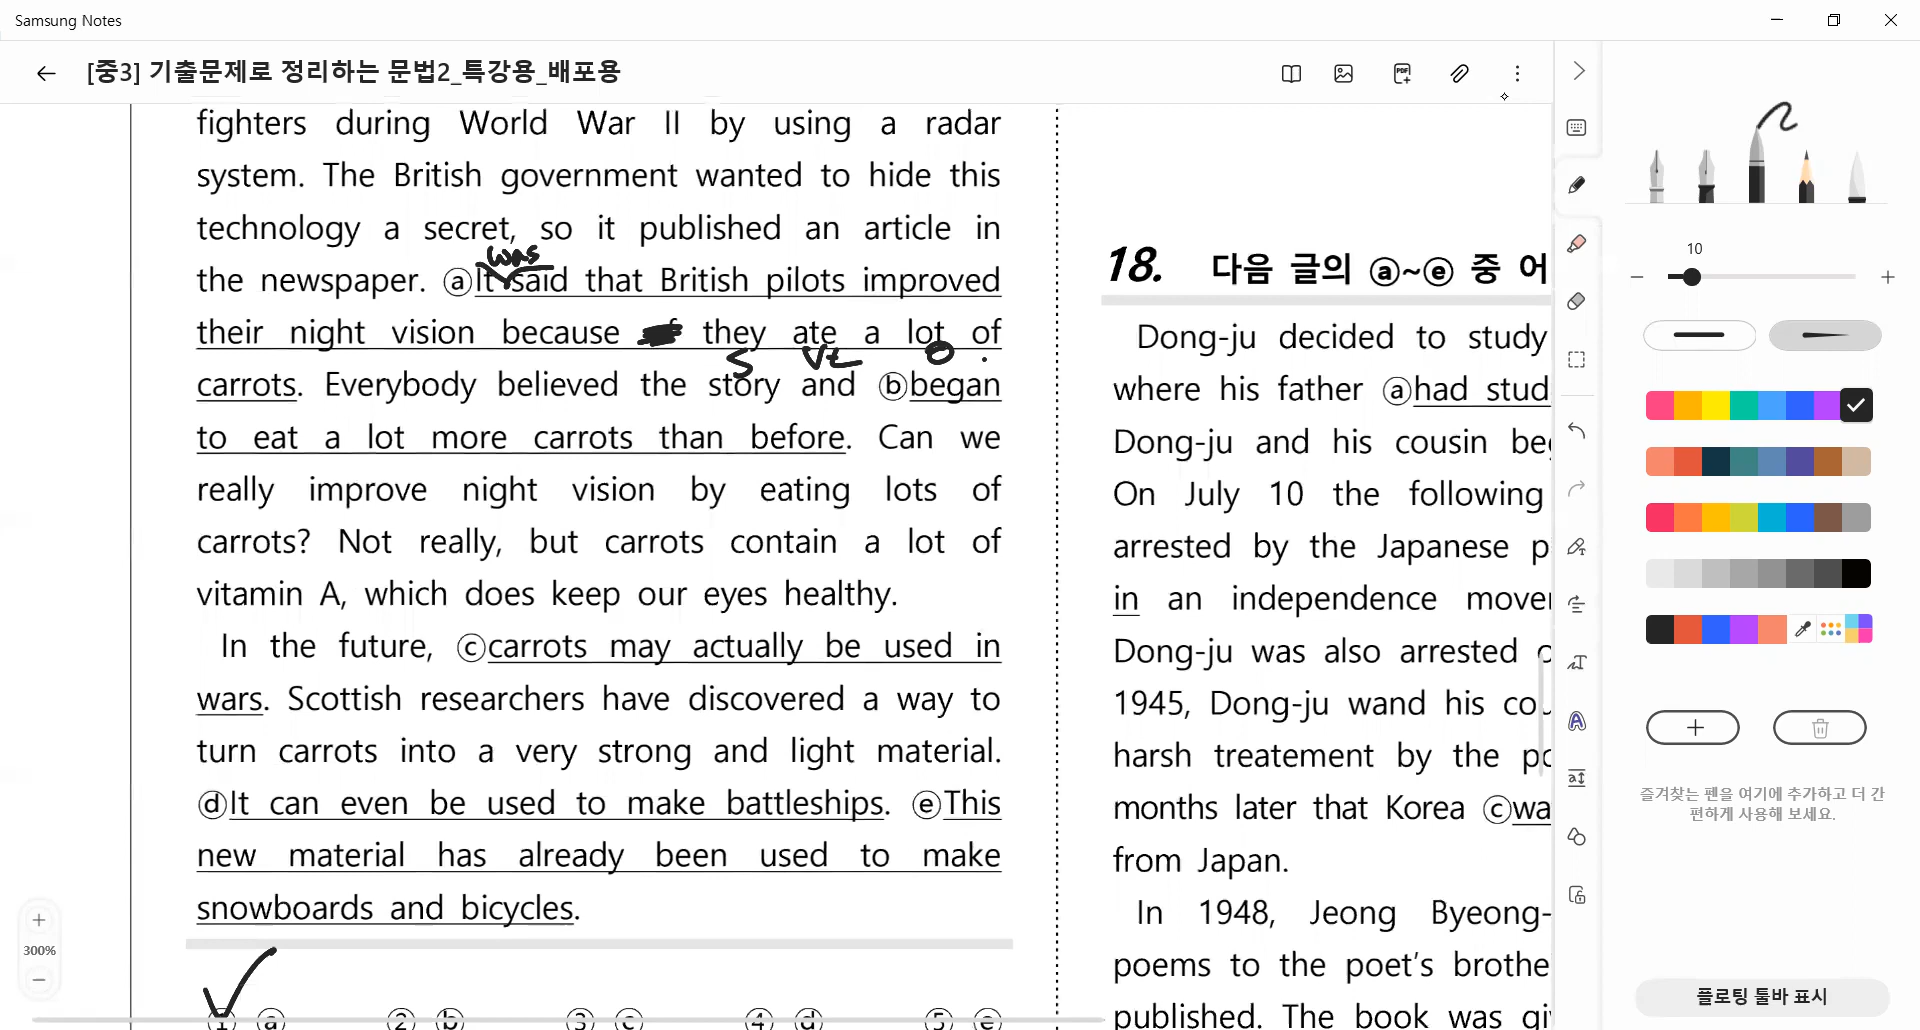 Samsung Notes
[중3] 기출문제로 정리하는 문법2_특강용_배포용
fighters during World War II by using a radar
system. The British government wanted to hide this
technology a secret, so it published an article in
was
the newspaper. ⓐIt said that British pilots improved
their night vision because they ate a lot of
S Vt O
carrots. Everybody believed the story and ⓑbegan
to eat a lot more carrots than before. Can we
really improve night vision by eating lots of
carrots? Not really, but carrots contain a lot of
vitamin A, which does keep our eyes healthy.
In the future, ⓒcarrots may actually be used in
wars. Scottish researchers have discovered a way to
turn carrots into a very strong and light material.
ⓓIt can even be used to make battleships. ⓔThis
new material has already been used to make
snowboards and bicycles.
① ⓐ ② ⓑ ③ ⓒ ④ ⓓ ⑤ ⓔ
18. 다음 글의 ⓐ~ⓔ 중 어
Dong-ju decided to study
where his father ⓐhad stud
Dong-ju and his cousin be
On July 10 the following
arrested by the Japanese p
in an independence move
Dong-ju was also arrested
1945, Dong-ju wand his co
harsh treatement by the p
months later that Korea ⓒwa
from Japan.
In 1948, Jeong Byeong-
poems to the poet's brothe
published. The book was gi
10
즐겨찾는 펜을 여기에 추가하고 더 간
편하게 사용해 보세요.
플로팅 툴바 표시
300%